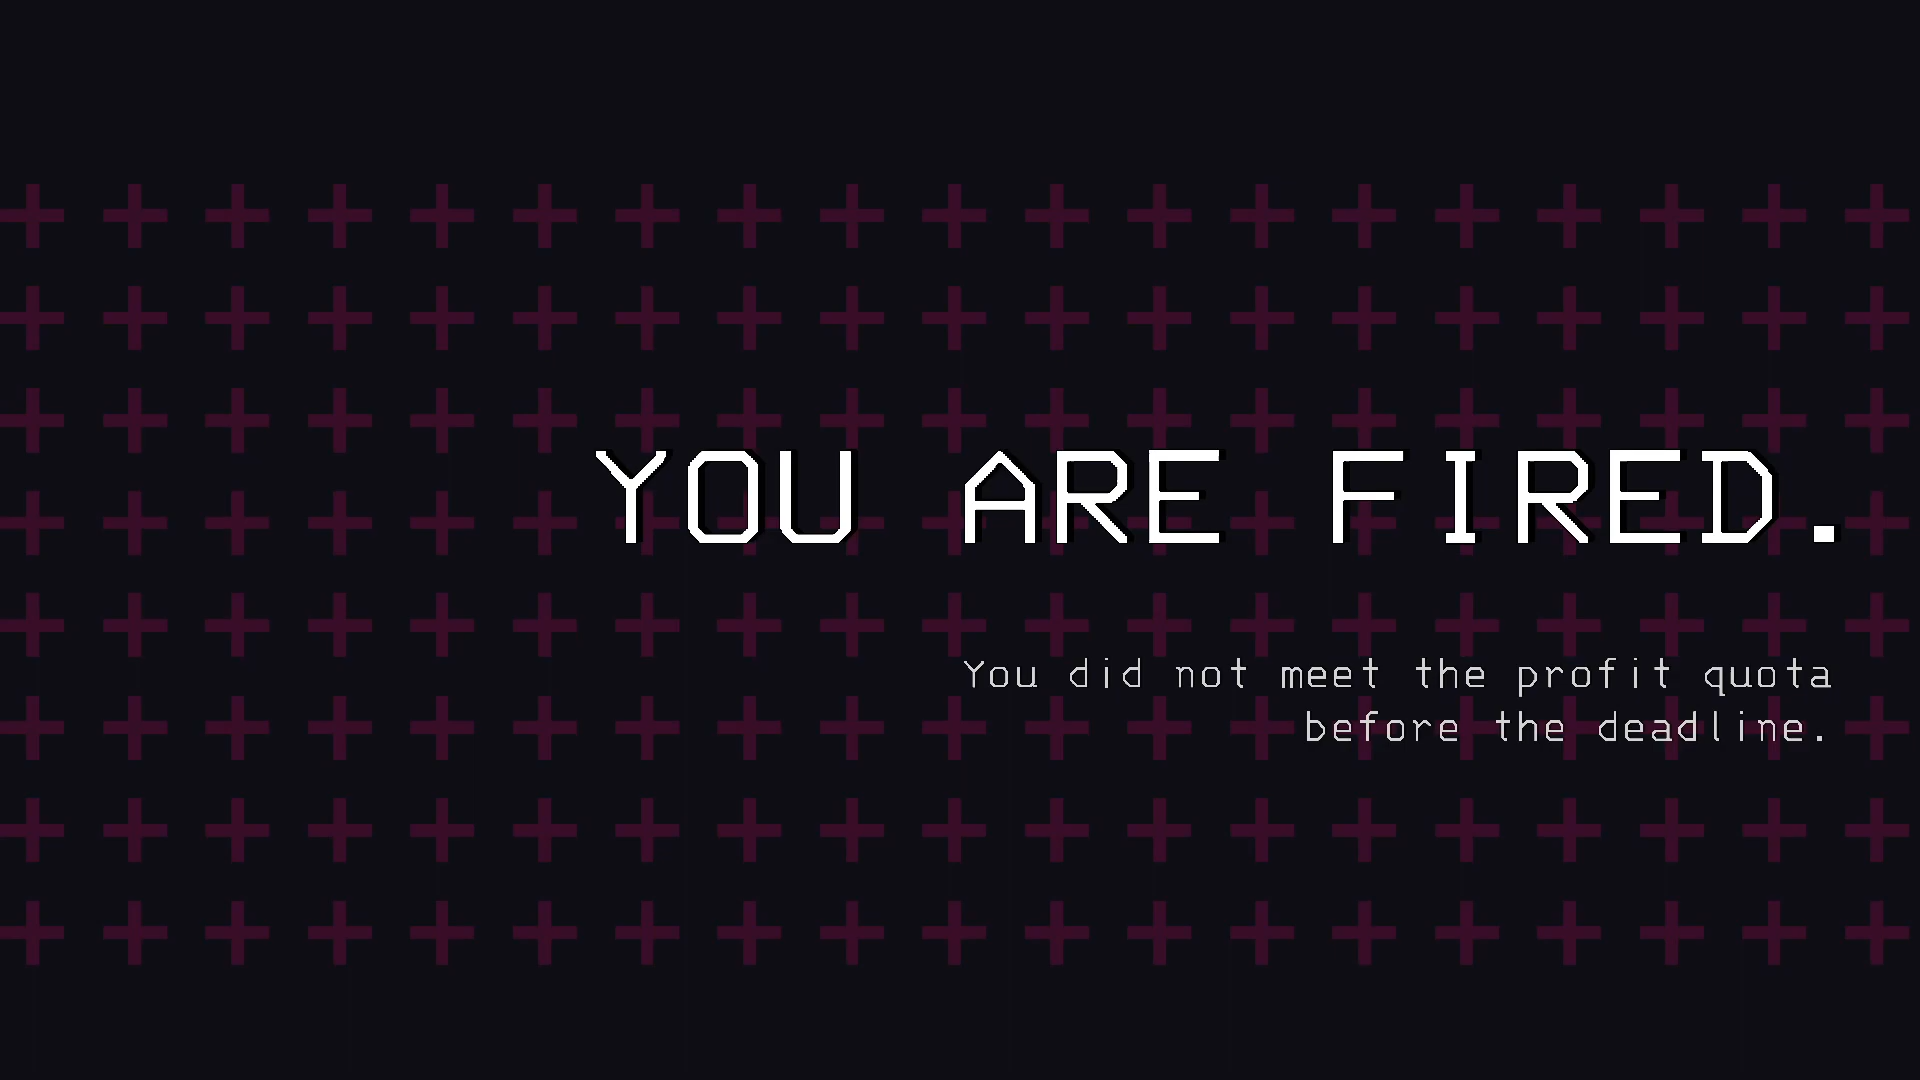 YOU ARE FIRED.
You did not meet the profit quota
before the deadline.